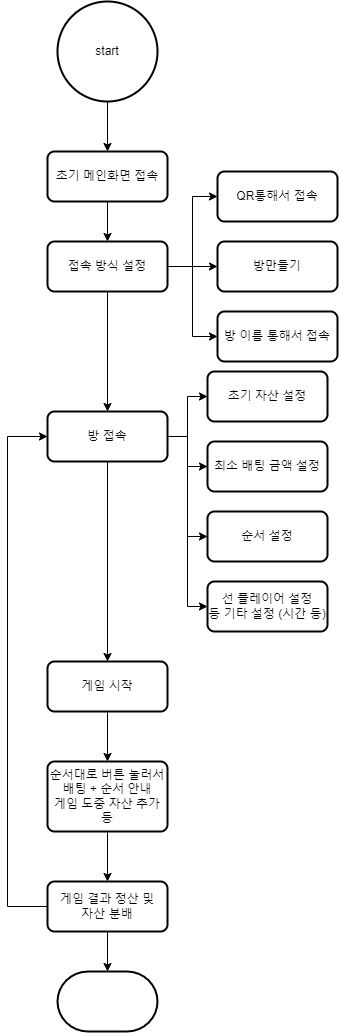 start
초기 메인화면 접속
접속 방식 설정
QR통해서 접속
방만들기
방 이름 통해서 접속
방 접속
초기 자산 설정
최소 배팅 금액 설정
순서 설정
선 플레이어 설정
등 기타 설정 (시간 등)
게임 시작
순서대로 버튼 눌러서
배팅 + 순서 안내
게임 도중 자산 추가
등
게임 결과 정산 및
자산 분배